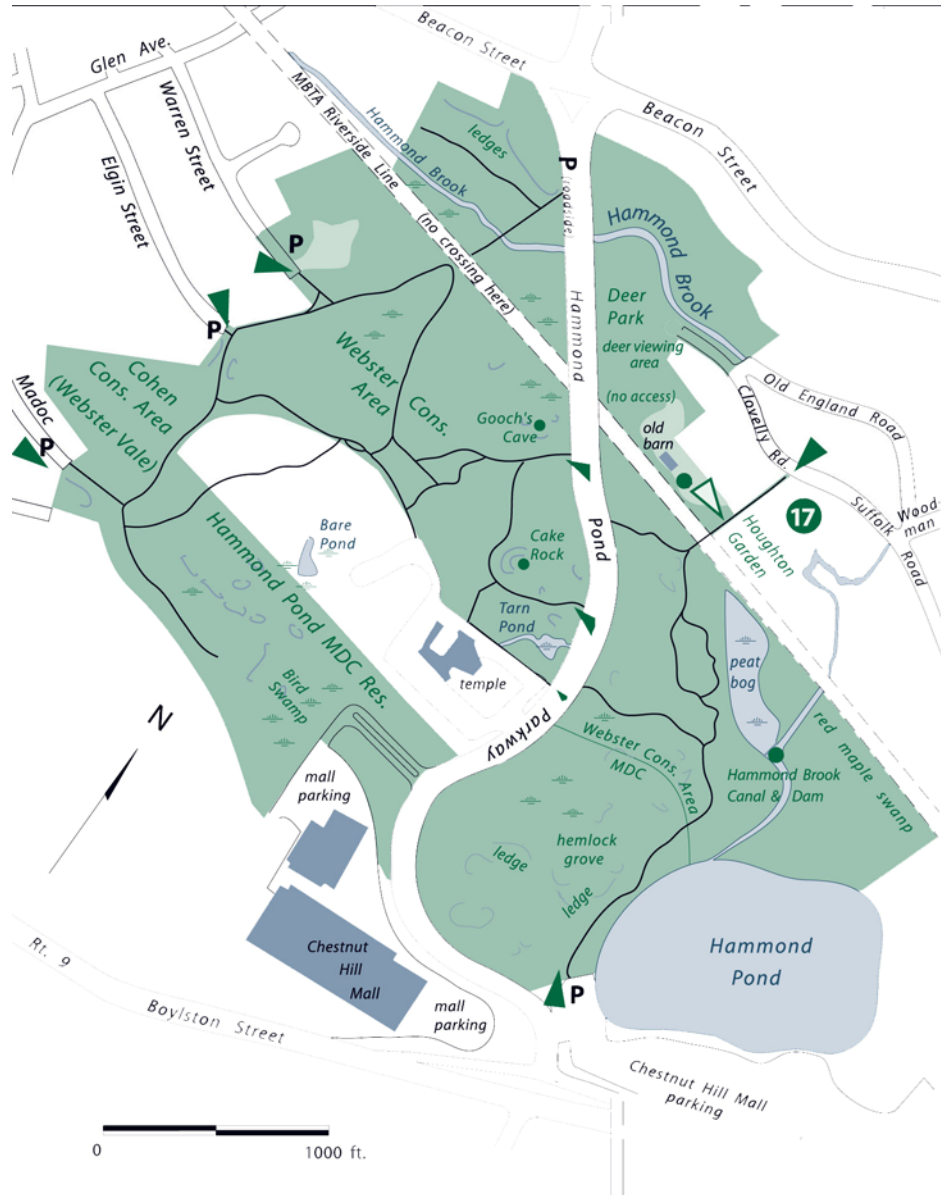 Beacon Street
Glen Ave.
Warren Street
Elgin Street
MBTA Riverside Line
(no crossing here)
Hammond Brook
ledges
P
(roadside)
Beacon
Street
Hammond
Brook
P
P
Deer
Park
deer viewing
area
(no access)
Hammond
Pond
Parkway
Webster
Area
Cons.
Cohen
Cons. Area
(Webster Vale)
Madoc
P
Gooch's
Cave
old
barn
Clovelly Rd.
Old England Road
Suffolk
Road
Wood-
man
17
Houghton
Garden
Bare
Pond
Hammond Pond MDC Res.
Cake
Rock
Tarn
Pond
temple
peat
bog
red maple swanp
Bird
Swamp
Webster Cons.
Area
MDC
Hammond Brook
Canal & Dam
N
mall
parking
hemlock
grove
ledge
ledge
Chestnut
Hill
Mall
Hammond
Pond
P
mall
parking
Rt. 9
Boylston Street
Chestnut Hill Mall
parking
0
1000 ft.